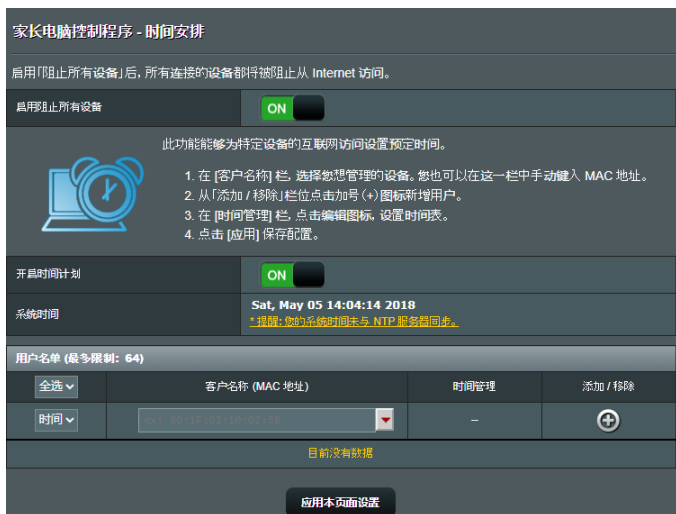 家长电脑控制程序 - 时间安排
启用「阻止所有设备」后, 所有连接的设备都将被阻止从 Internet 访问。
启用阻止所有设备
ON
此功能能够为特定设备的互联网访问设置预定时间。
1. 在 [客户名称] 栏, 选择您想管理的设备。您也可以在这一栏中手动键入 MAC 地址。
2. 从「添加 / 移除」栏位点击加号 (+) 图标新增用户。
3. 在 [时间管理] 栏, 点击编辑图标, 设置时间表。
4. 点击 [应用] 保存配置。
开启时间计划
ON
系统时间
Sat, May 05 14:04:14 2018
* 提醒: 您的系统时间未与 NTP 服务器同步。
用户名单 (最多限制: 64)
全选 客户名称 (MAC 地址) 时间管理 添加 / 移除
时间 ex: 80:1F:02:10:02:5E --
目前没有数据
应用本页面设置